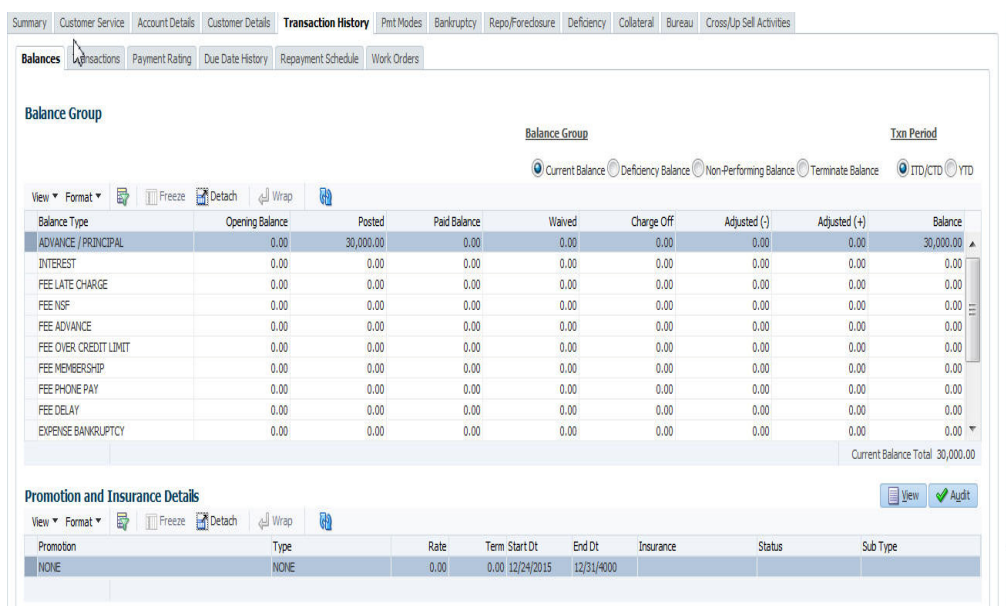 Summary Customer Service Account Details Customer Details Transaction History Pmt Modes Bankruptcy Repo/Foreclosure Deficiency Collateral Bureau Cross/Up Sell Activities
Balances Transactions Payment Rating Due Date History Repayment Schedule Work Orders
Balance Group
Balance Group Txn Period
Current Balance Deficiency Balance Non-Performing Balance Terminate Balance ITD/CTD YTD
View Format Freeze Detach Wrap
Balance Type Opening Balance Posted Paid Balance Waived Charge Off Adjusted (-) Adjusted (+) Balance
ADVANCE / PRINCIPAL 0.00 30,000.00 0.00 0.00 0.00 0.00 0.00 30,000.00
INTEREST 0.00 0.00 0.00 0.00 0.00 0.00 0.00 0.00
FEE LATE CHARGE 0.00 0.00 0.00 0.00 0.00 0.00 0.00 0.00
FEE NSF 0.00 0.00 0.00 0.00 0.00 0.00 0.00 0.00
FEE ADVANCE 0.00 0.00 0.00 0.00 0.00 0.00 0.00 0.00
FEE OVER CREDIT LIMIT 0.00 0.00 0.00 0.00 0.00 0.00 0.00 0.00
FEE MEMBERSHIP 0.00 0.00 0.00 0.00 0.00 0.00 0.00 0.00
FEE PHONE PAY 0.00 0.00 0.00 0.00 0.00 0.00 0.00 0.00
FEE DELAY 0.00 0.00 0.00 0.00 0.00 0.00 0.00 0.00
EXPENSE BANKRUPTCY 0.00 0.00 0.00 0.00 0.00 0.00 0.00 0.00
Current Balance Total 30,000.00
Promotion and Insurance Details View Audit
View Format Freeze Detach Wrap
Promotion Type Rate Term Start Dt End Dt Insurance Status Sub Type
NONE NONE 0.00 0.00 12/24/2015 12/31/4000